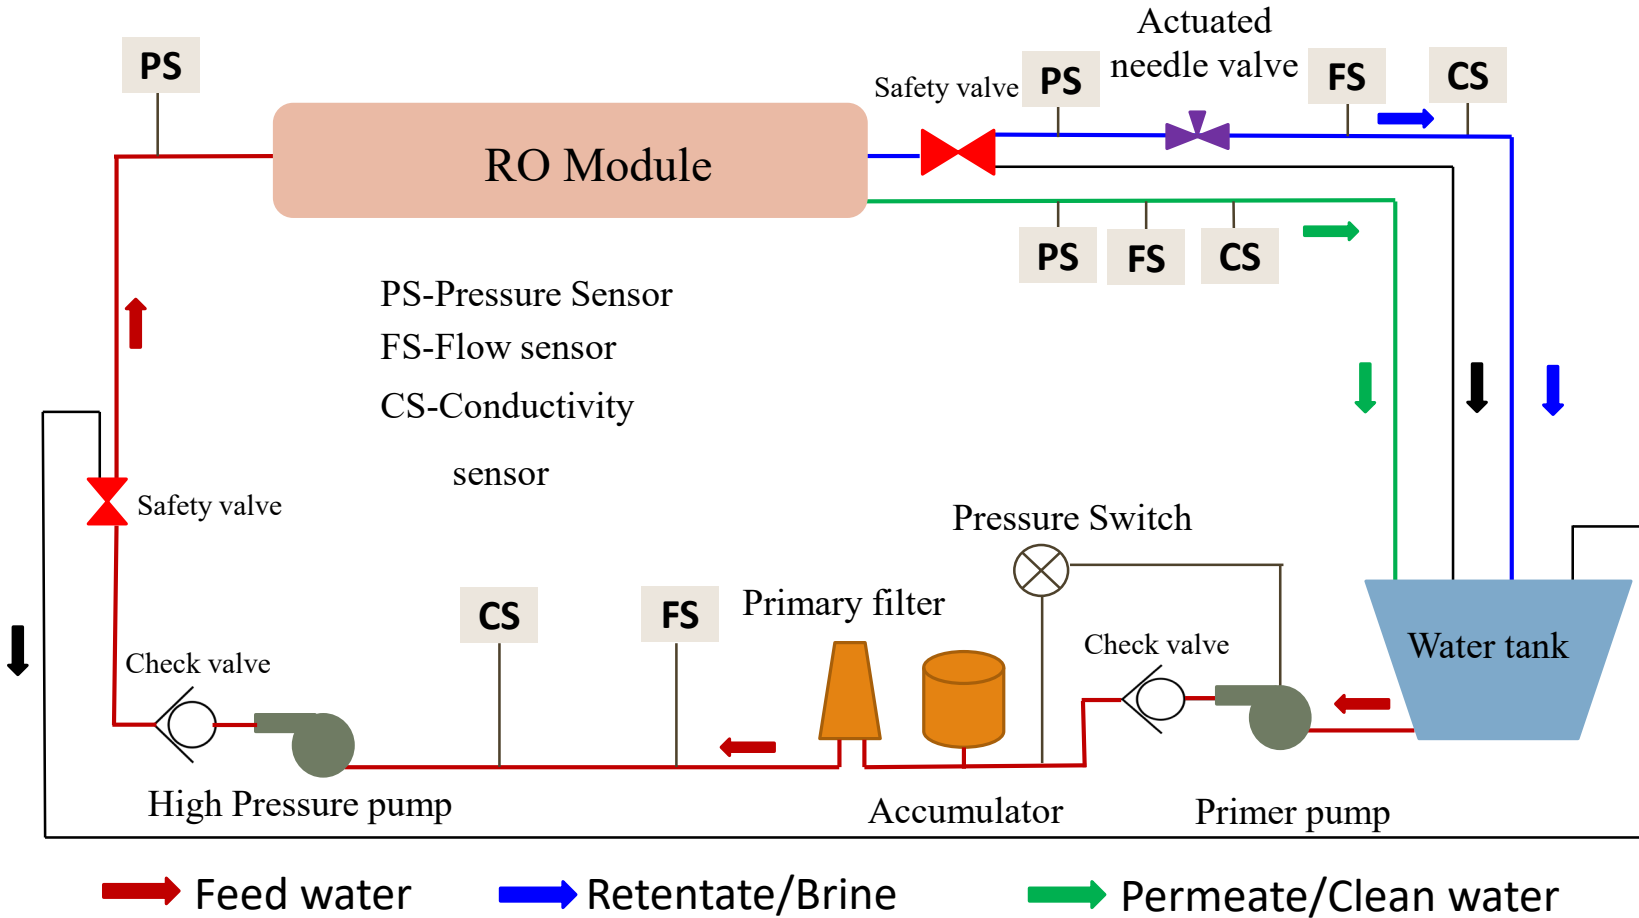 Actuated
needle valve
PS
Safety valve
PS
FS
CS
RO Module
PS
FS
CS
PS-Pressure Sensor
FS-Flow sensor
CS-Conductivity
sensor
Safety valve
Pressure Switch
CS
FS
Primary filter
Check valve
Water tank
Check valve
High Pressure pump
Accumulator
Primer pump
Feed water
Retentate/Brine
Permeate/Clean water